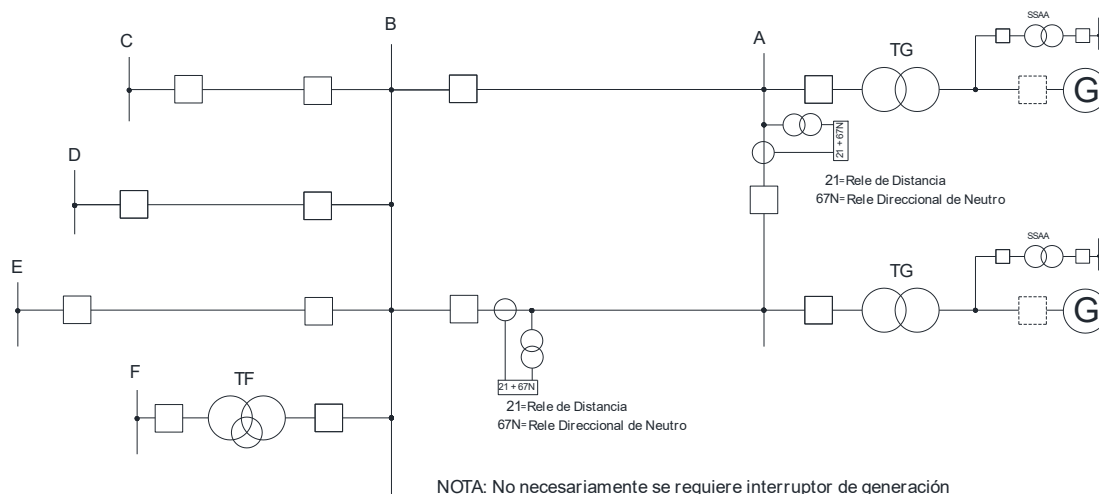 B
C
A
TG
SSAA
G
21 + 67N
D
21=Rele de Distancia
67N=Rele Direccional de Neutro
SSAA
E
TG
G
F
TF
21 + 67N
21=Rele de Distancia
67N=Rele Direccional de Neutro
NOTA: No necesariamente se requiere interruptor de generación